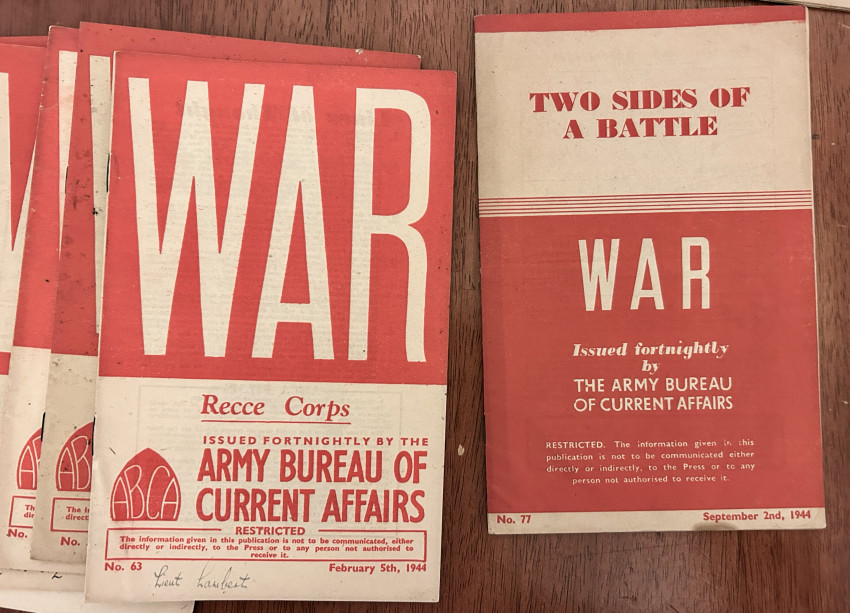 WAR
Recce Corps
ISSUED FORTNIGHTLY BY THE
ABCA
ARMY BUREAU OF
CURRENT AFFAIRS
RESTRICTED
The information given in this publication is not to be communicated, either
directly or indirectly, to the Press or to any person not authorised to
receive it.
No. 63
February 5th, 1944
Lieut Lambert
TWO SIDES OF
A BATTLE
WAR
Issued fortnightly
by
THE ARMY BUREAU
OF CURRENT AFFAIRS
RESTRICTED. The information given in this
publication is not to be communicated either
directly or indirectly, to the Press or to any
person not authorised to receive it.
No. 77
September 2nd, 1944